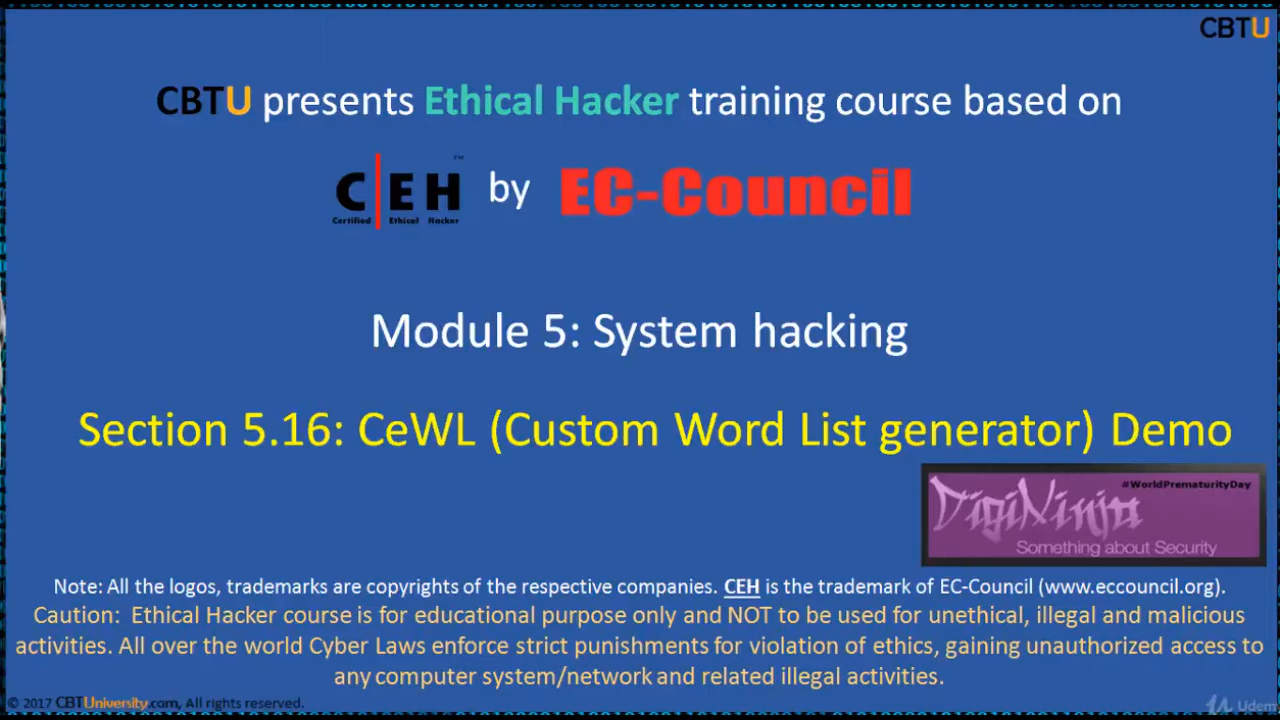 CBTU
CBTU presents Ethical Hacker training course based on
CEH™ by EC-Council
Certified Ethical Hacker
Module 5: System hacking
Section 5.16: CeWL (Custom Word List generator) Demo
#WorldPrematurityDay
DigiNinja
Something about Security
Note: All the logos, trademarks are copyrights of the respective companies. CEH is the trademark of EC-Council (www.eccouncil.org).
Caution: Ethical Hacker course is for educational purpose only and NOT to be used for unethical, illegal and malicious
activities. All over the world Cyber Laws enforce strict punishments for violation of ethics, gaining unauthorized access to
any computer system/network and related illegal activities.
© 2017 CBTUniversity.com, All rights reserved.